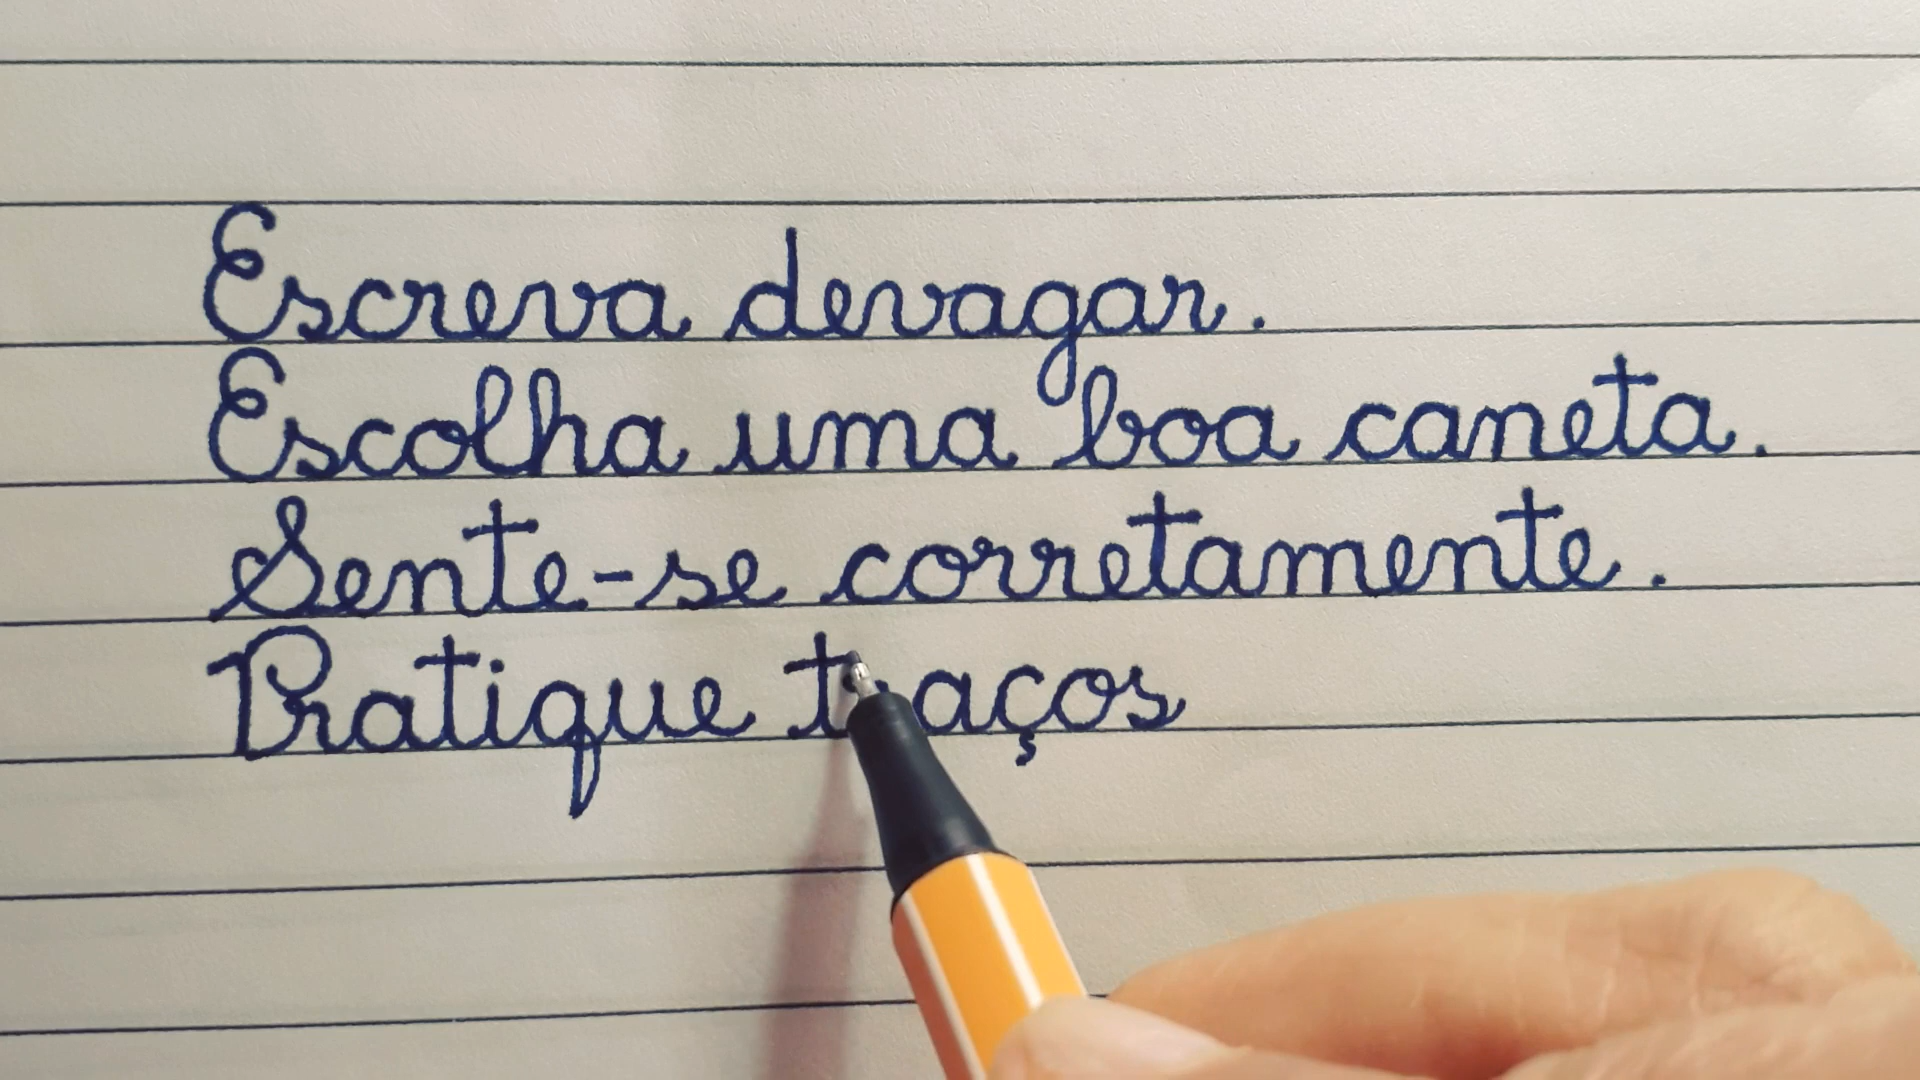 Escreva devagar.
Escolha uma boa caneta.
Sente-se corretamente.
Pratique traços